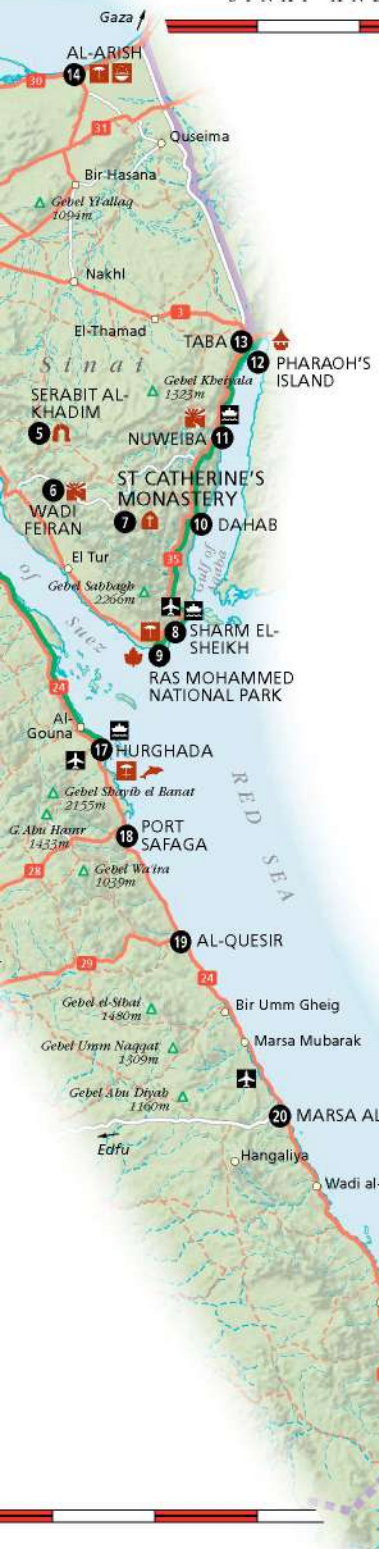 Gaza
AL-ARISH
14
30
31
Quseima
Bir Hasana
Gebel Yi'allaq
1094m
Nakhl
3
El-Thamad
TABA 13
12 PHARAOH'S
ISLAND
Sinai
Gebel Kheiyala
1323m
SERABIT AL-
KHADIM
5
NUWEIBA 11
ST CATHERINE'S
MONASTERY
6
WADI
FEIRAN
7
10 DAHAB
El Tur
35
Gulf of
Aqaba
Gebel Sabbagh
2266m
of
Suez
8 SHARM EL-
SHEIKH
9
RAS MOHAMMED
NATIONAL PARK
24
Al-
Gouna
17 HURGHADA
RED SEA
Gebel Shayib el Banat
2155m
G. Abu Hamr
1433m
18 PORT
SAFAGA
28
Gebel Wa'ira
1039m
19 AL-QUESIR
29
24
Gebel el-Sibai
1480m
Bir Umm Gheig
Gebel Umm Naqqat
1309m
Marsa Mubarak
Gebel Abu Diyab
1160m
20 MARSA AL
Edfu
Hangaliya
Wadi al-